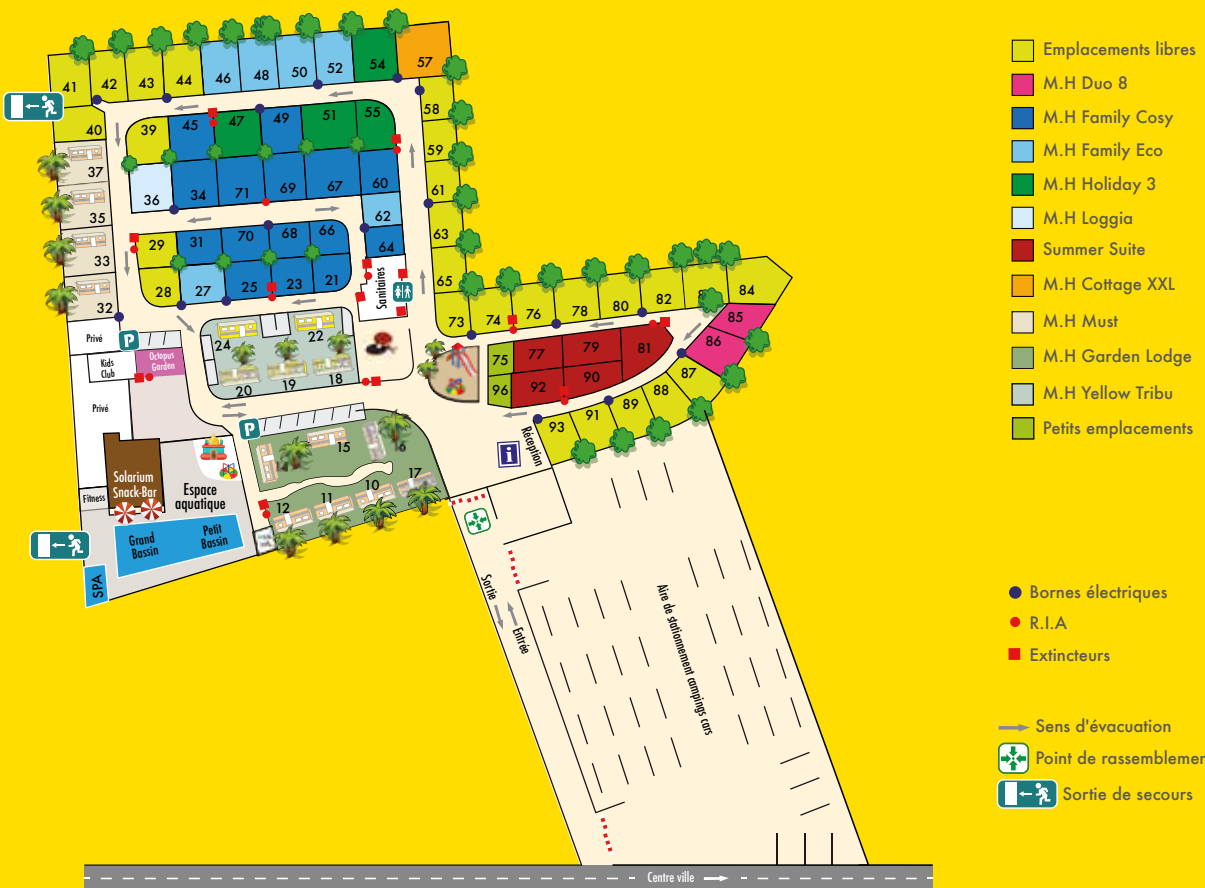 41
42
43
44
46
48
50
52
54
57
40
39
45
47
49
51
55
58
59
37
36
34
71
69
67
60
61
35
62
33
29
31
70
68
66
64
63
32
28
27
25
23
21
Sanitaires
65
73
74
76
78
80
82
84
85
86
87
88
89
91
93
75
77
79
81
96
92
90
24
22
20
19
18
Privé
P
Kids
Club
Octopus
Garden
Privé
P
15
16
17
10
11
12
Solarium
Snack-Bar
Fitness
Espace
aquatique
Grand
Bassin
Petit
Bassin
SPA
i
Réception
Sortie
Entrée
Aire de stationnement campings cars
Centre ville
Emplacements libres
M.H Duo 8
M.H Family Cosy
M.H Family Eco
M.H Holiday 3
M.H Loggia
Summer Suite
M.H Cottage XXL
M.H Must
M.H Garden Lodge
M.H Yellow Tribu
Petits emplacements
Bornes électriques
R.I.A
Extincteurs
Sens d'évacuation
Point de rassemblemer
Sortie de secours